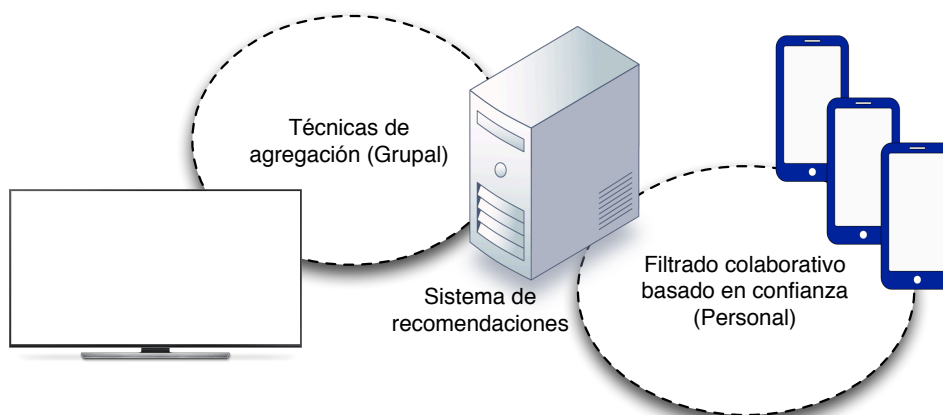 Técnicas de
agregación (Grupal)
Sistema de
recomendaciones
Filtrado colaborativo
basado en confianza
(Personal)